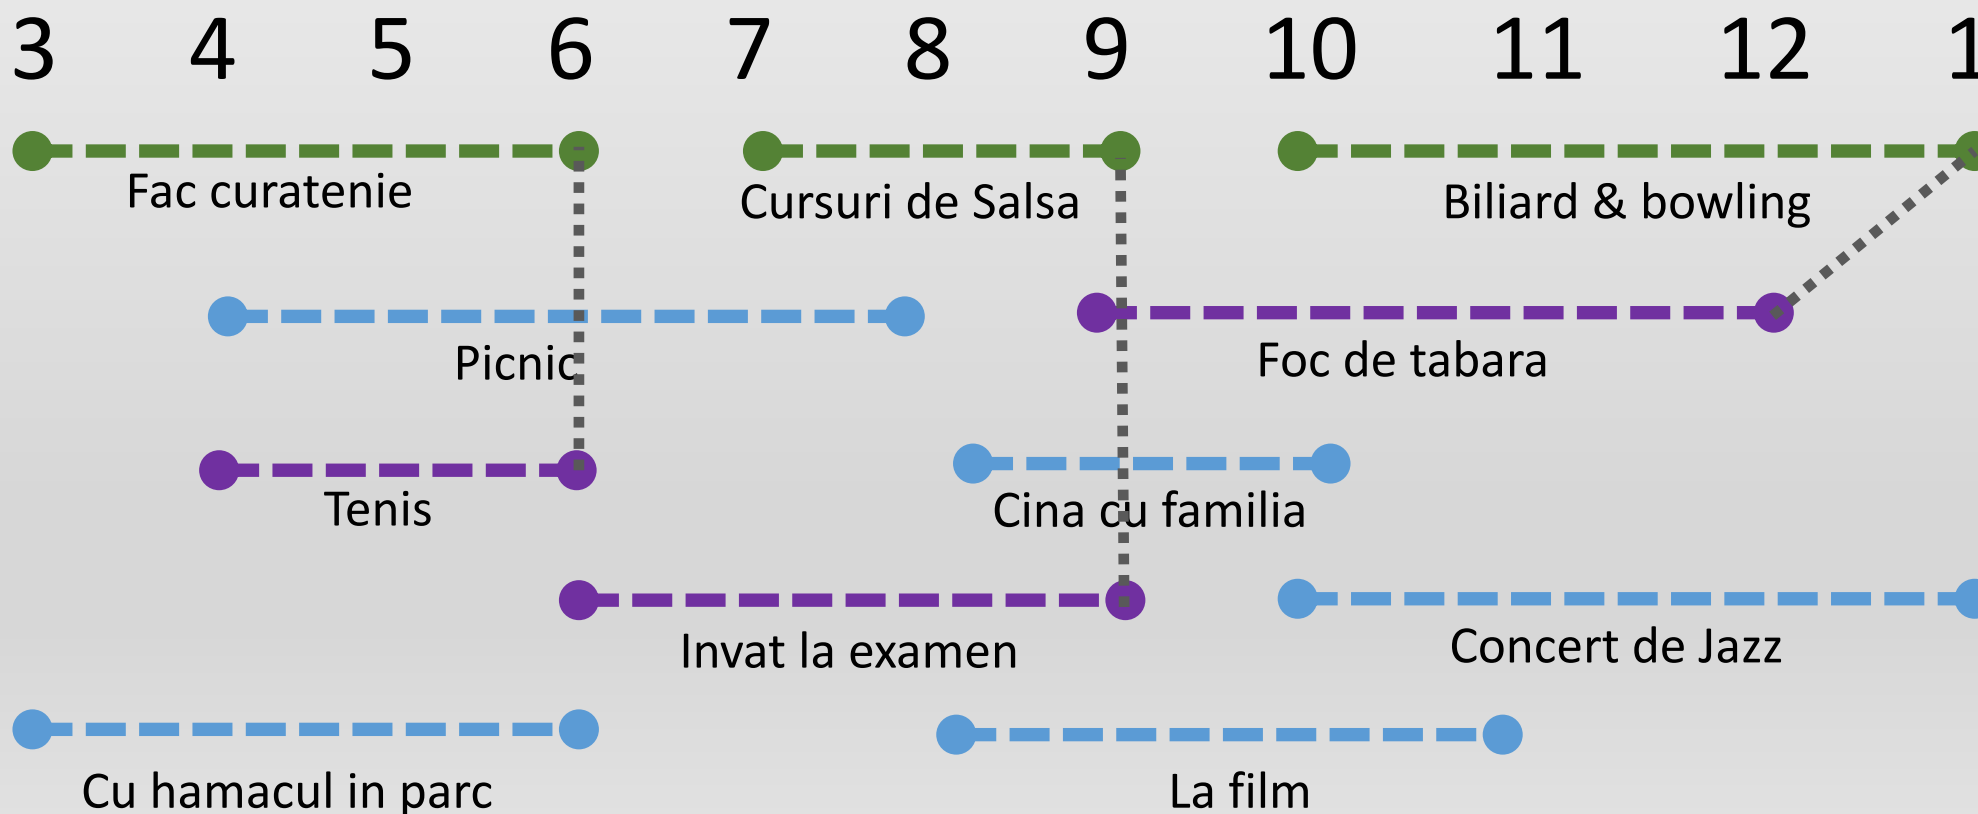 3 4 5 6 7 8 9 10 11 12 1
Fac curatenie Cursuri de Salsa Biliard & bowling
Picnic Foc de tabara
Tenis Cina cu familia
Invat la examen Concert de Jazz
Cu hamacul in parc La film